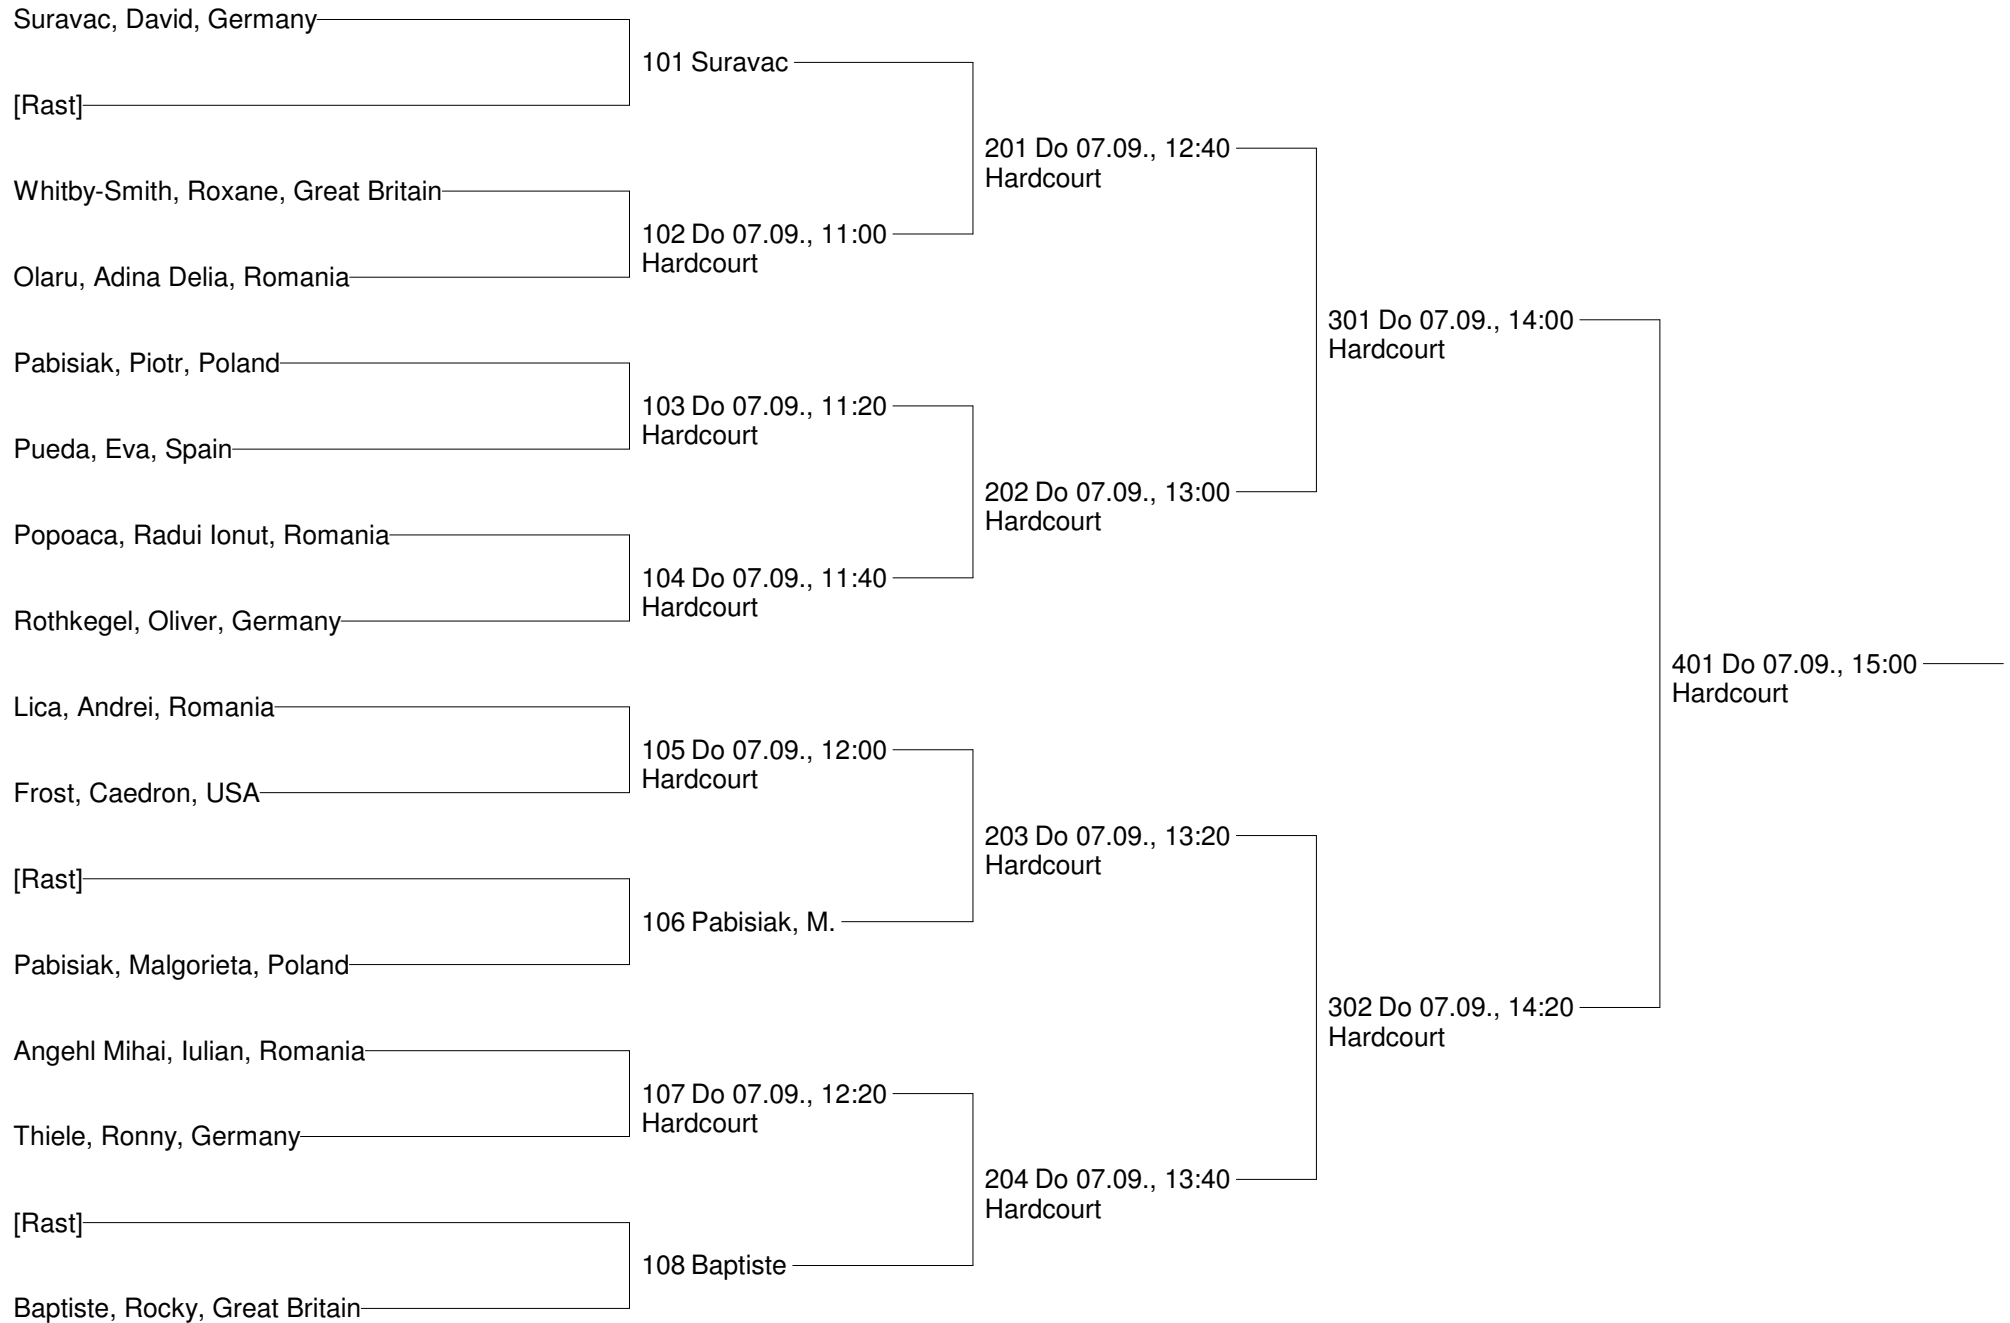 Suravac, David, Germany
101 Suravac
[Rast]
201 Do 07.09., 12:40
Hardcourt
Whitby-Smith, Roxane, Great Britain
102 Do 07.09., 11:00
Hardcourt
Olaru, Adina Delia, Romania
301 Do 07.09., 14:00
Hardcourt
Pabisiak, Piotr, Poland
103 Do 07.09., 11:20
Hardcourt
Pueda, Eva, Spain
202 Do 07.09., 13:00
Hardcourt
Popoaca, Radui Ionut, Romania
104 Do 07.09., 11:40
Hardcourt
Rothkegel, Oliver, Germany
401 Do 07.09., 15:00
Hardcourt
Lica, Andrei, Romania
105 Do 07.09., 12:00
Hardcourt
Frost, Caedron, USA
203 Do 07.09., 13:20
Hardcourt
[Rast]
106 Pabisiak, M.
Pabisiak, Malgorieta, Poland
302 Do 07.09., 14:20
Hardcourt
Angehl Mihai, Iulian, Romania
107 Do 07.09., 12:20
Hardcourt
Thiele, Ronny, Germany
204 Do 07.09., 13:40
Hardcourt
[Rast]
108 Baptiste
Baptiste, Rocky, Great Britain